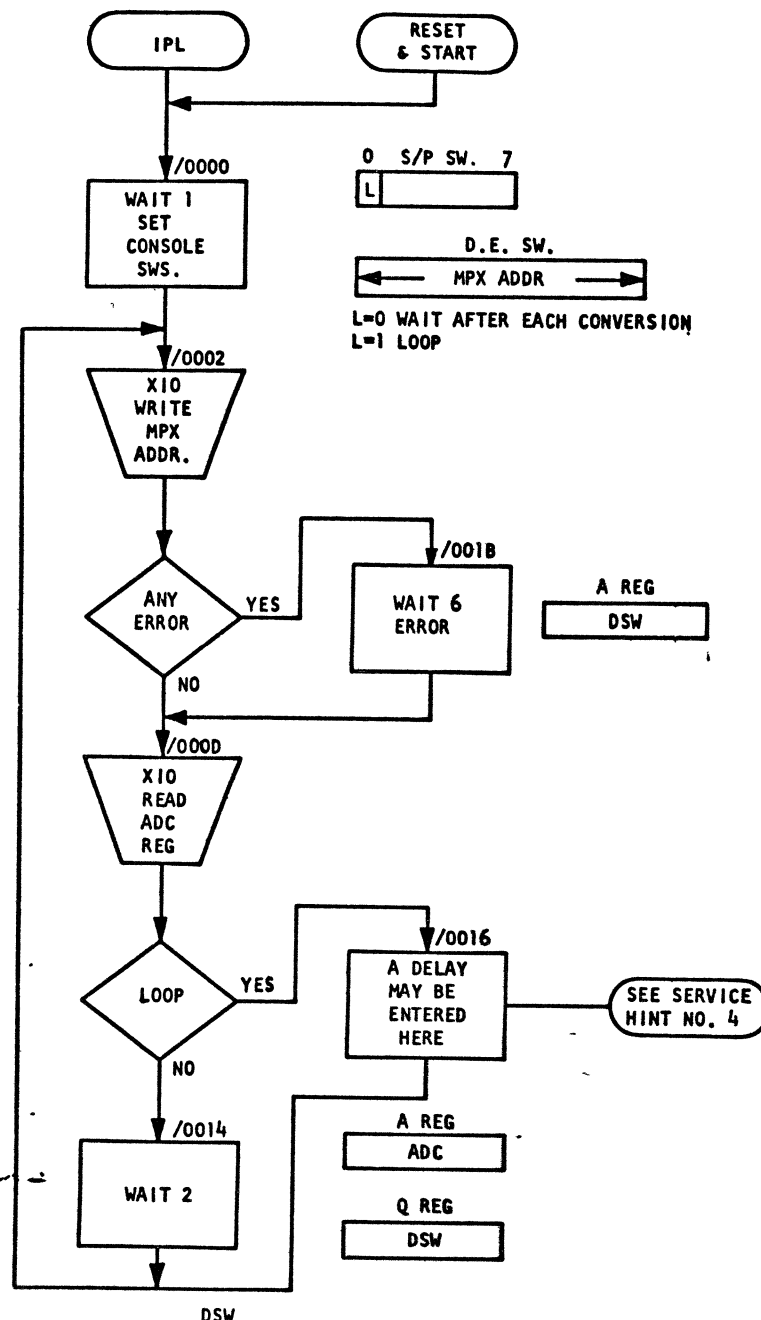 IPL
RESET
& START
/0000
WAIT 1
SET
CONSOLE
SWS.
0 S/P SW. 7
L
D.E. SW.
MPX ADDR
L=0 WAIT AFTER EACH CONVERSION
L=1 LOOP
/0002
XIO
WRITE
MPX
ADDR.
ANY
ERROR
YES
NO
/001B
WAIT 6
ERROR
A REG
DSW
/000D
XIO
READ
ADC
REG
LOOP
YES
NO
/0016
A DELAY
MAY BE
ENTERED
HERE
SEE SERVICE
HINT NO. 4
/0014
WAIT 2
A REG
ADC
Q REG
DSW
DSW